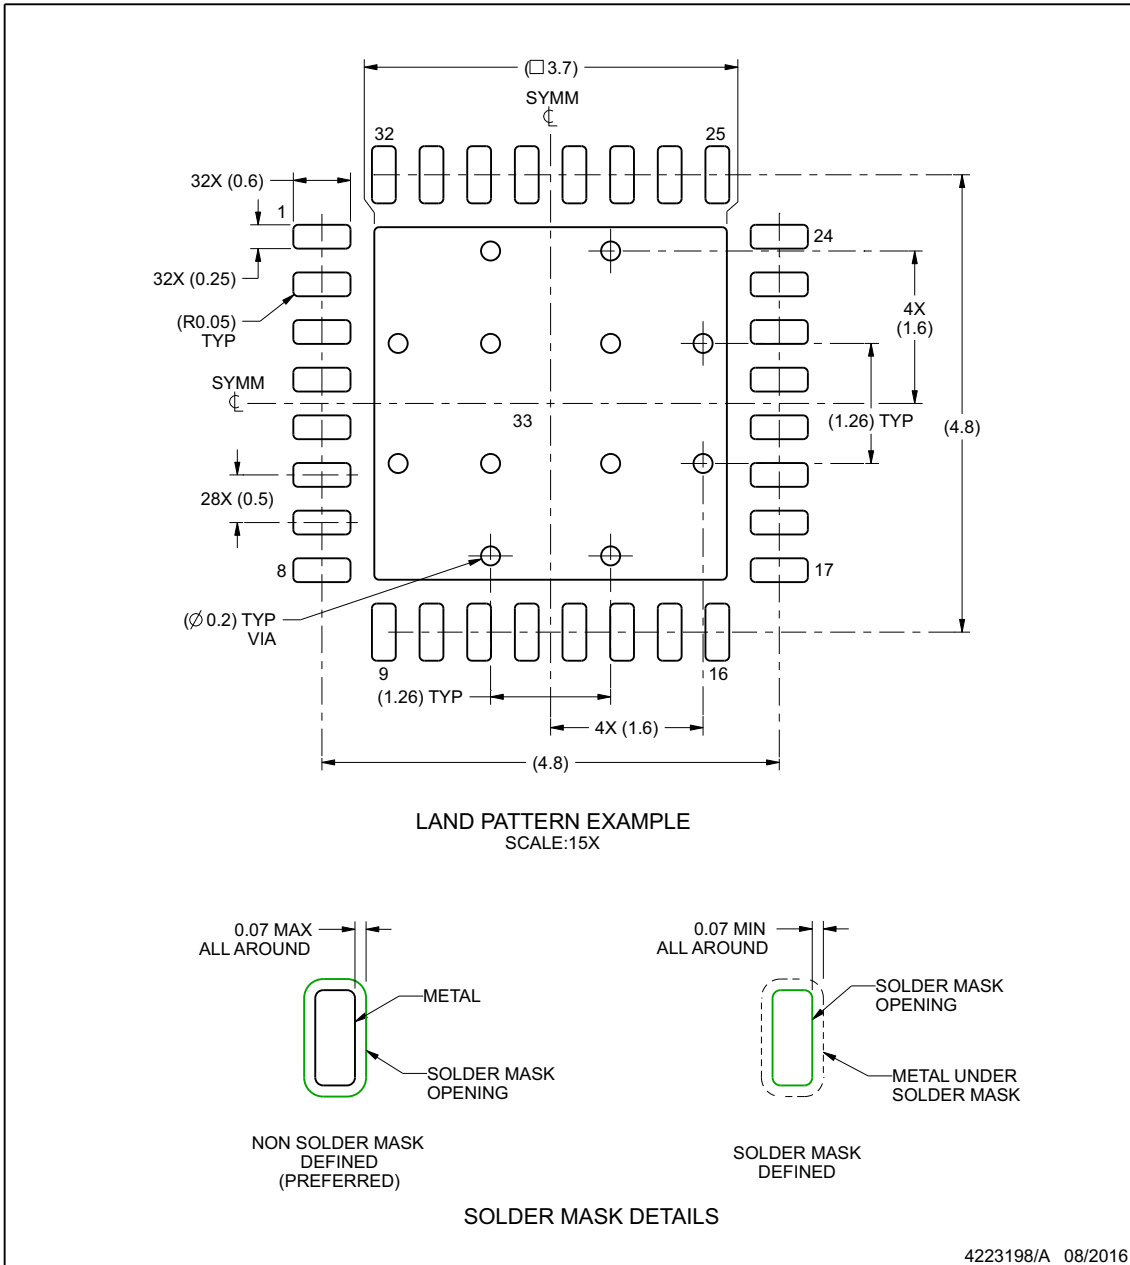 (□ 3.7)
SYMM
℄
32
25
32X (0.6)
1
24
32X (0.25)
4X
(1.6)
(R0.05)
TYP
SYMM
℄
33
(1.26) TYP
(4.8)
28X (0.5)
8
17
(Ø 0.2) TYP
VIA
9
16
(1.26) TYP
4X (1.6)
(4.8)
LAND PATTERN EXAMPLE
SCALE:15X
0.07 MAX
ALL AROUND
METAL
SOLDER MASK
OPENING
NON SOLDER MASK
DEFINED
(PREFERRED)
0.07 MIN
ALL AROUND
SOLDER MASK
OPENING
METAL UNDER
SOLDER MASK
SOLDER MASK
DEFINED
SOLDER MASK DETAILS
4223198/A 08/2016